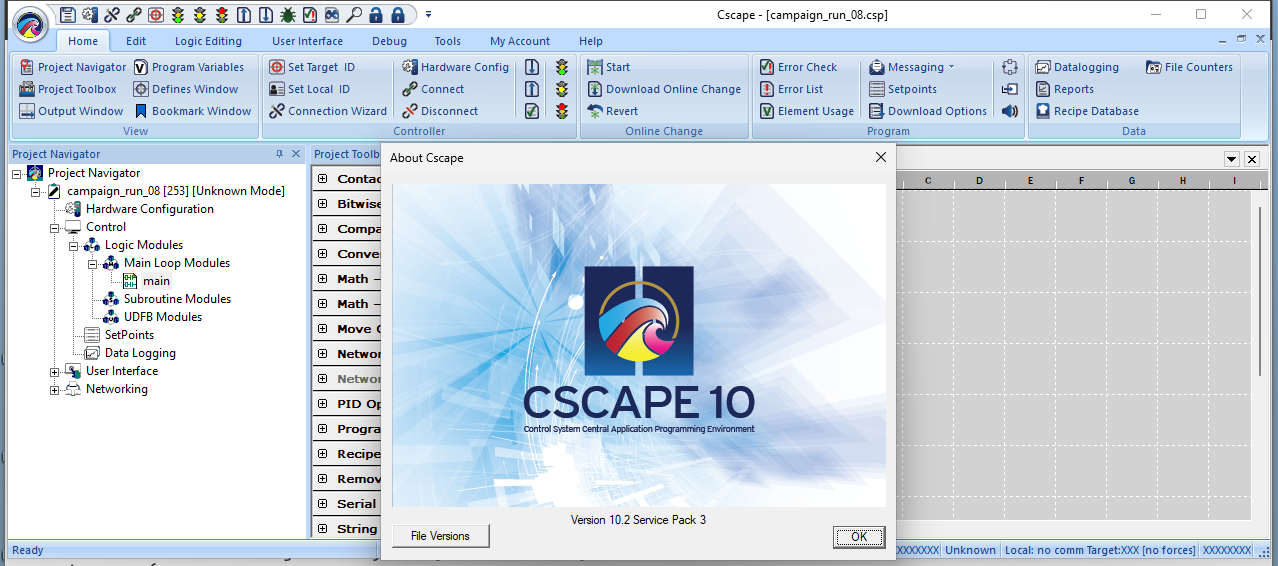 Cscape - [campaign_run_08.csp]
Home Edit Logic Editing User Interface Debug Tools My Account Help
Project Navigator Program Variables Set Target ID Hardware Config Start Error Check Messaging Datalogging File Counters
Project Toolbox Defines Window Set Local ID Connect Download Online Change Error List Setpoints Reports
Output Window Bookmark Window Connection Wizard Disconnect Revert Element Usage Download Options Recipe Database
View Controller Online Change Program Data
Project Navigator
Project Navigator
campaign_run_08 [253] [Unknown Mode]
Hardware Configuration
Control
Logic Modules
Main Loop Modules
main
Subroutine Modules
UDFB Modules
SetPoints
Data Logging
User Interface
Networking
Project Toolb
Contac
Bitwise
Compa
Conver
Math –
Math –
Move O
Networ
Networ
PID Op
Progra
Recipe
Remov
Serial
String
About Cscape
CSCAPE 10
Control System Central Application Programming Environment
Version 10.2 Service Pack 3
File Versions OK
C D E F G H I
Ready XXXXXXX Unknown Local: no comm Target:XXX [no forces] XXXXXXXX